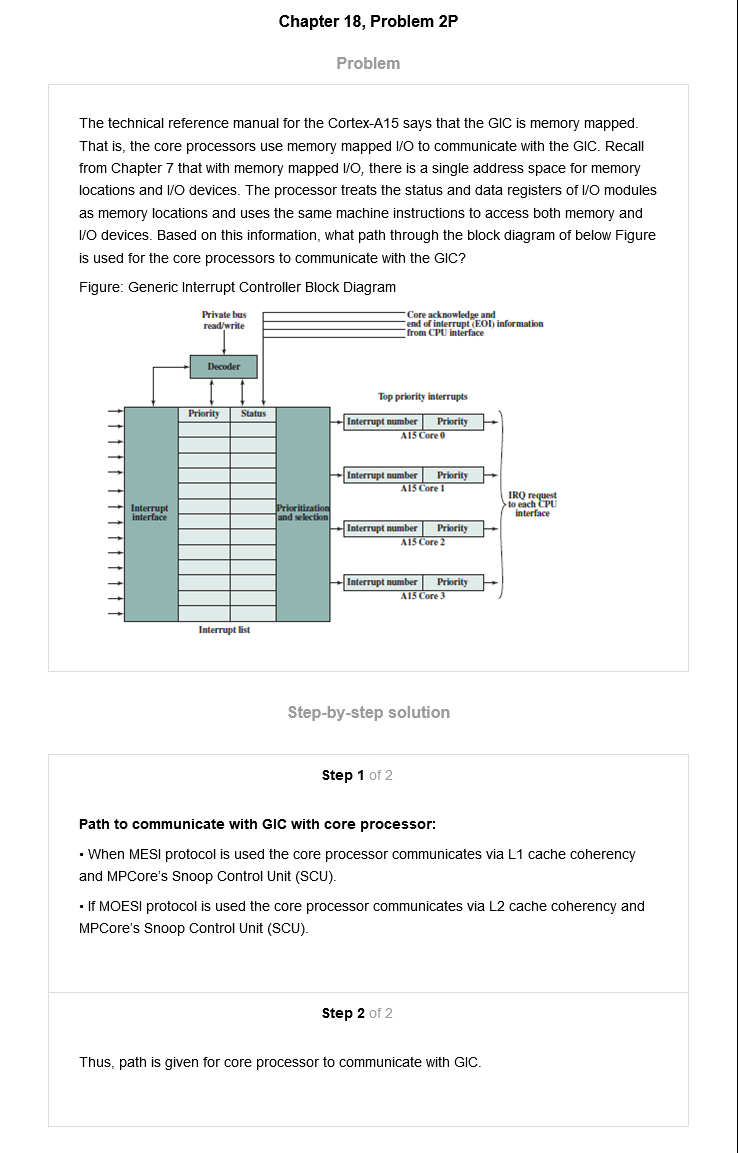 Chapter 18, Problem 2P
Problem
The technical reference manual for the Cortex-A15 says that the GIC is memory mapped.
That is, the core processors use memory mapped I/O to communicate with the GIC. Recall
from Chapter 7 that with memory mapped I/O, there is a single address space for memory
locations and I/O devices. The processor treats the status and data registers of I/O modules
as memory locations and uses the same machine instructions to access both memory and
I/O devices. Based on this information, what path through the block diagram of below Figure
is used for the core processors to communicate with the GIC?
Figure: Generic Interrupt Controller Block Diagram
Private bus
read/write
Core acknowledge and
end of interrupt (EOI) information
from CPU interface
Decoder
Top priority interrupts
Priority
Status
Interrupt number
Priority
A15 Core 0
Interrupt number
Priority
A15 Core 1
IRQ request
to each CPU
interface
Interrupt
interface
Prioritization
and selection
Interrupt number
Priority
A15 Core 2
Interrupt number
Priority
A15 Core 3
Interrupt list
Step-by-step solution
Step 1 of 2
Path to communicate with GIC with core processor:
• When MESI protocol is used the core processor communicates via L1 cache coherency
and MPCore's Snoop Control Unit (SCU).
• If MOESI protocol is used the core processor communicates via L2 cache coherency and
MPCore's Snoop Control Unit (SCU).
Step 2 of 2
Thus, path is given for core processor to communicate with GIC.